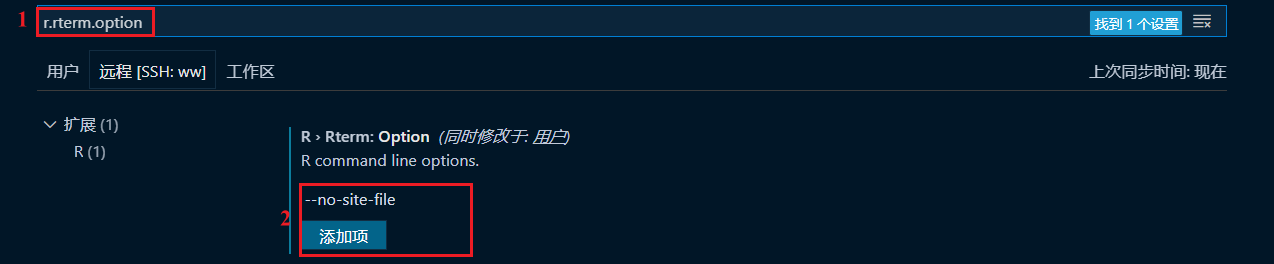 1 r.rterm.option 找到 1 个设置
用户 远程 [SSH: ww] 工作区 上次同步时间: 现在
扩展 (1)
R (1)
R › Rterm: Option (同时修改于: 用户)
R command line options.
--no-site-file
2 添加项